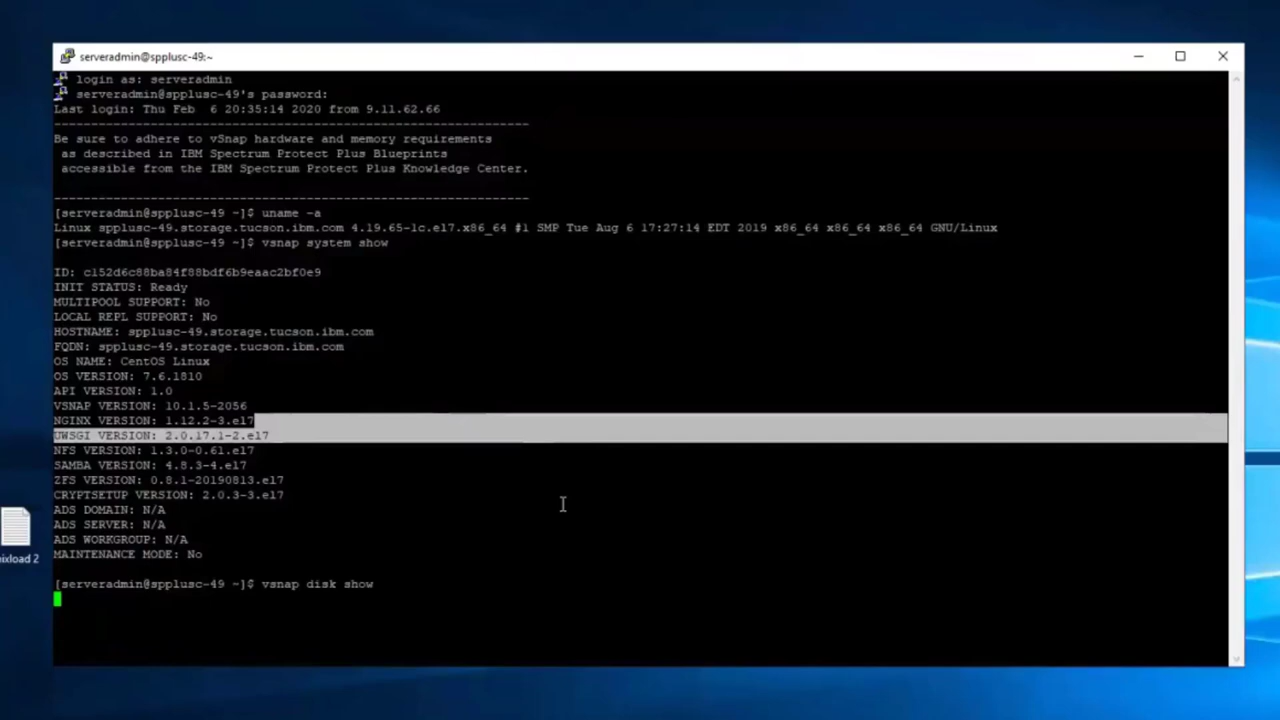 serveradmin@spplusc-49:~
login as: serveradmin
serveradmin@spplusc-49's password:
Last login: Thu Feb  6 20:35:14 2020 from 9.11.62.66
----------------------------------------------------------------
Be sure to adhere to vSnap hardware and memory requirements
as described in IBM Spectrum Protect Plus Blueprints
accessible from the IBM Spectrum Protect Plus Knowledge Center.
----------------------------------------------------------------
[serveradmin@spplusc-49 ~]$ uname -a
Linux spplusc-49.storage.tucson.ibm.com 4.19.65-1c.el7.x86_64 #1 SMP Tue Aug 6 17:27:14 EDT 2019 x86_64 x86_64 x86_64 GNU/Linux
[serveradmin@spplusc-49 ~]$ vsnap system show
ID: c152d6c88ba84f88bdf6b9eaac2bf0e9
INIT STATUS: Ready
MULTIPOOL SUPPORT: No
LOCAL REPL SUPPORT: No
HOSTNAME: spplusc-49.storage.tucson.ibm.com
FQDN: spplusc-49.storage.tucson.ibm.com
OS NAME: CentOS Linux
OS VERSION: 7.6.1810
API VERSION: 1.0
VSNAP VERSION: 10.1.5-2056
NGINX VERSION: 1.12.2-3.el7
UWSGI VERSION: 2.0.17.1-2.el7
NFS VERSION: 1.3.0-0.61.el7
SAMBA VERSION: 4.8.3-4.el7
ZFS VERSION: 0.8.1-20190813.el7
CRYPTSETUP VERSION: 2.0.3-3.el7
ADS DOMAIN: N/A
ADS SERVER: N/A
ADS WORKGROUP: N/A
MAINTENANCE MODE: No
[serveradmin@spplusc-49 ~]$ vsnap disk show
ixload 2